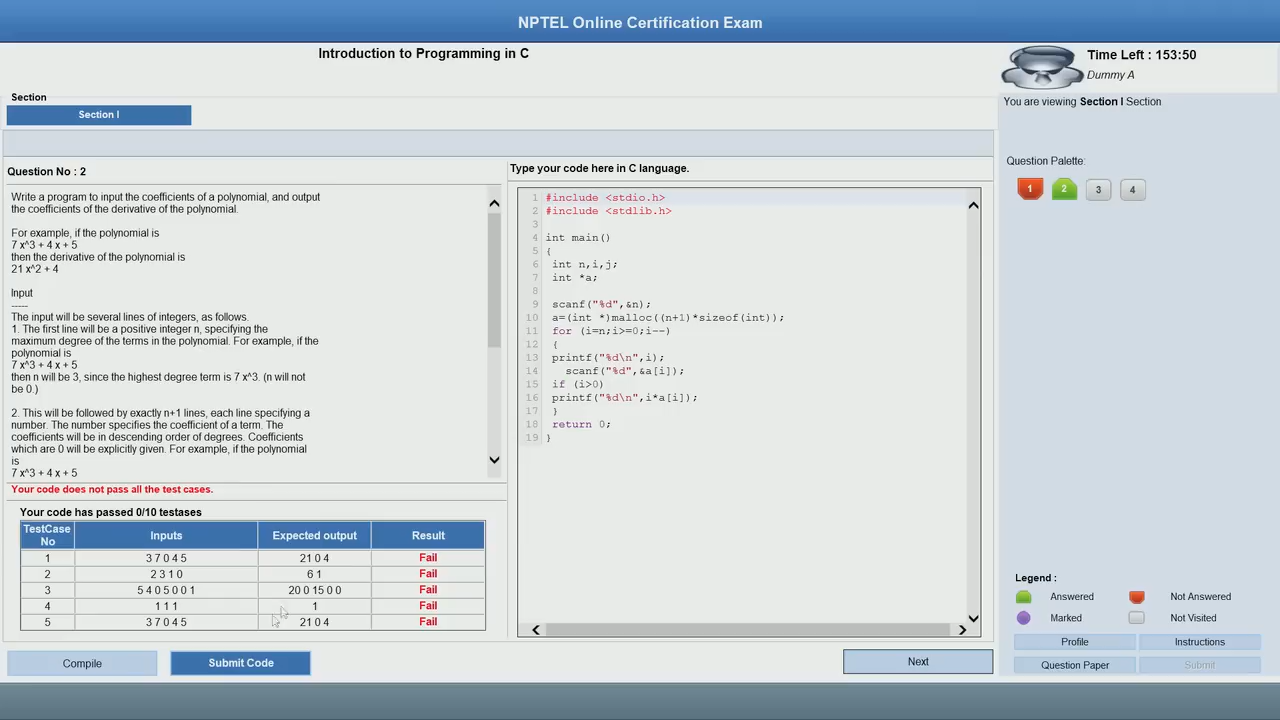 NPTEL Online Certification Exam
Introduction to Programming in C
Time Left : 153:50
Dummy A
Section
Section I
You are viewing Section I Section
Question No : 2
Type your code here in C language.
Question Palette:
1 2 3 4
Write a program to input the coefficients of a polynomial, and output
the coefficients of the derivative of the polynomial.
For example, if the polynomial is
7 x^3 + 4 x + 5
then the derivative of the polynomial is
21 x^2 + 4
Input
-----
The input will be several lines of integers, as follows.
1. The first line will be a positive integer n, specifying the
maximum degree of the terms in the polynomial. For example, if the
polynomial is
7 x^3 + 4 x + 5
then n will be 3, since the highest degree term is 7 x^3. (n will not
be 0.)
2. This will be followed by exactly n+1 lines, each line specifying a
number. The number specifies the coefficient of a term. The
coefficients will be in descending order of degrees. Coefficients
which are 0 will be explicitly given. For example, if the polynomial
is
7 x^3 + 4 x + 5
1 #include <stdio.h>
2 #include <stdlib.h>
3
4 int main()
5 {
6 int n,i,j;
7 int *a;
8
9 scanf("%d",&n);
10 a=(int *)malloc((n+1)*sizeof(int));
11 for (i=n;i>=0;i--)
12 {
13 printf("%d\n",i);
14 scanf("%d",&a[i]);
15 if (i>0)
16 printf("%d\n",i*a[i]);
17 }
18 return 0;
19 }
Your code does not pass all the test cases.
Your code has passed 0/10 testases
TestCase No Inputs Expected output Result
1 3 7 0 4 5 21 0 4 Fail
2 2 3 1 0 6 1 Fail
3 5 4 0 5 0 0 1 20 0 15 0 0 Fail
4 1 1 1 1 Fail
5 3 7 0 4 5 21 0 4 Fail
Legend :
Answered Not Answered
Marked Not Visited
Profile Instructions
Question Paper Submit
Compile Submit Code Next